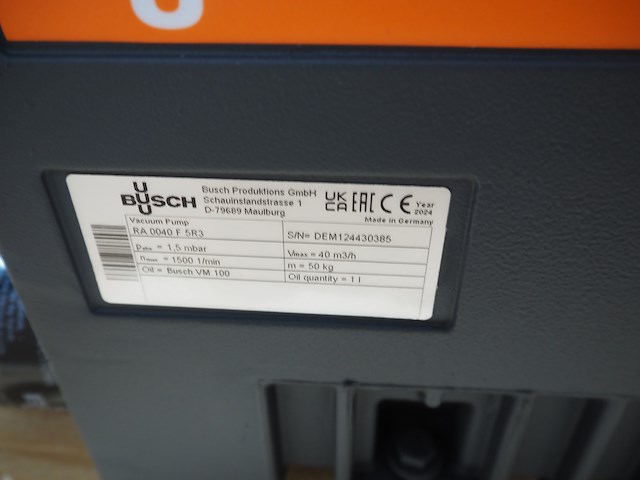 BUSCH
Busch Produktions GmbH
Schauinslandstrasse 1
D-79689 Maulburg
UK CA EAC CE
Year 2024
Made in Germany
Vacuum Pump
RA 0040 F 5R3
S/N= DEM124430385
Pabs = 1,5 mbar
Vmax = 40 m3/h
nmax = 1500 1/min
m = 50 kg
Oil = Busch VM 100
Oil quantity = 1 l